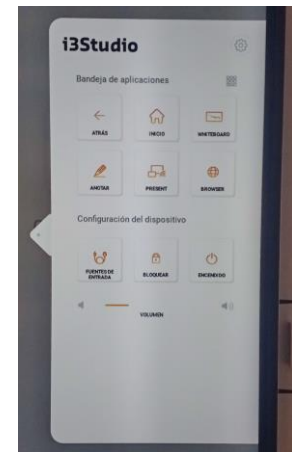 i3Studio
Bandeja de aplicaciones
ATRÁS
INICIO
WHITEBOARD
ANOTAR
PRESENT
BROWSER
Configuración del dispositivo
FUENTES DE
ENTRADA
BLOQUEAR
ENCENDIDO
VOLUMEN